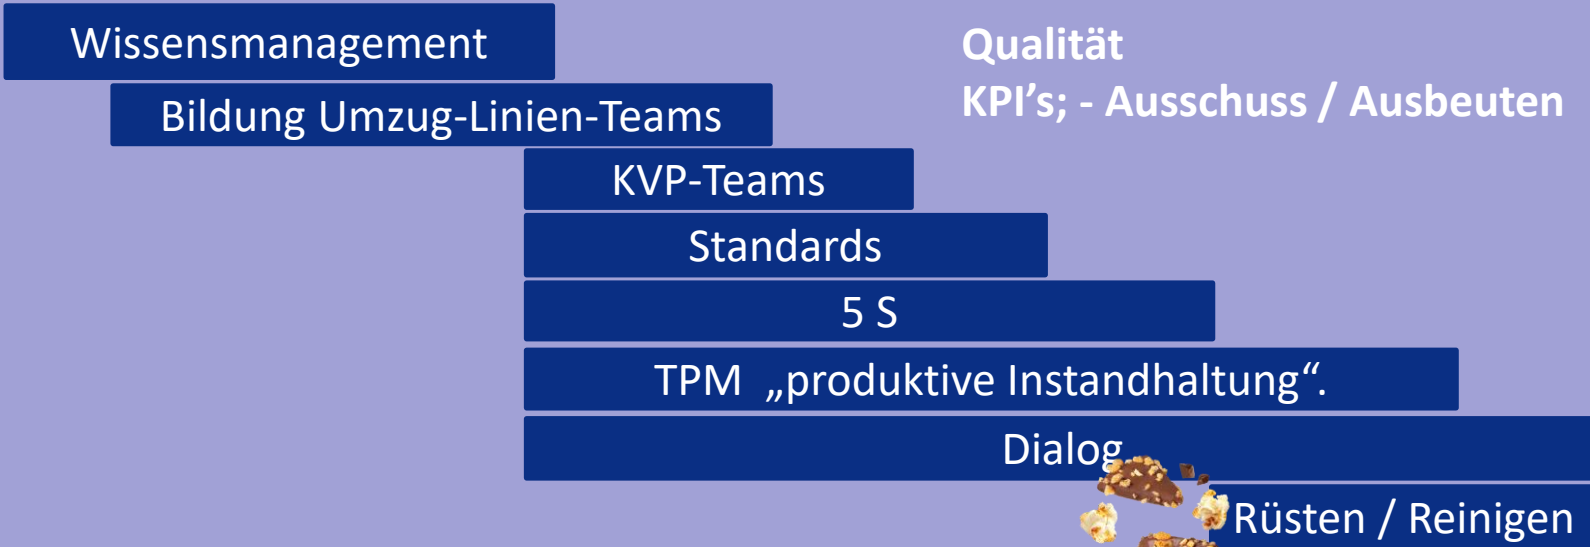 Wissensmanagement
Qualität
Bildung Umzug-Linien-Teams
KPI’s; - Ausschuss / Ausbeuten
KVP-Teams
Standards
5 S
TPM „produktive Instandhaltung“.
Dialog
Rüsten / Reinigen